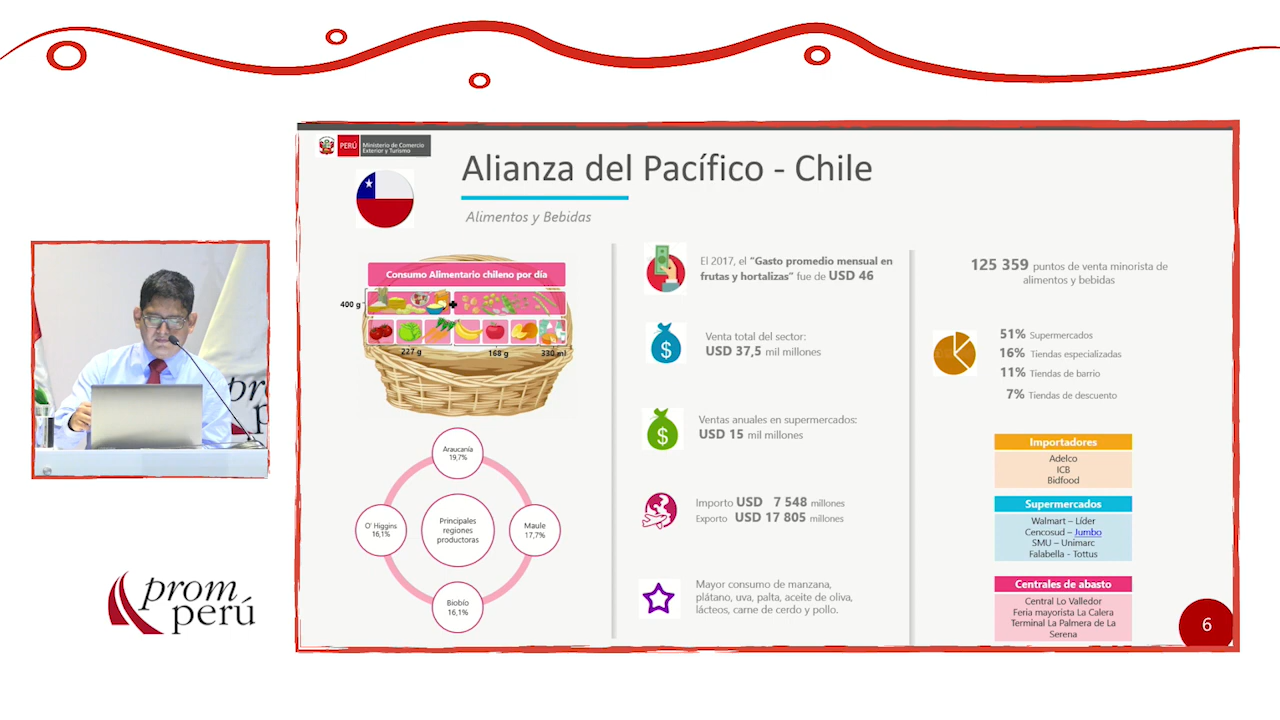 PERÚ
Ministerio de Comercio
Exterior y Turismo
Alianza del Pacífico - Chile
Alimentos y Bebidas
Consumo Alimentario chileno por día
400 g
227 g
168 g
330 ml
Araucanía
19,7%
O' Higgins
16,1%
Principales
regiones
productoras
Maule
17,7%
Biobío
16,1%
El 2017, el "Gasto promedio mensual en
frutas y hortalizas" fue de USD 46
Venta total del sector:
USD 37,5 mil millones
Ventas anuales en supermercados:
USD 15 mil millones
Importo USD 7 548 millones
Exporto USD 17 805 millones
Mayor consumo de manzana,
plátano, uva, palta, aceite de oliva,
lácteos, carne de cerdo y pollo.
125 359 puntos de venta minorista de
alimentos y bebidas
51% Supermercados
16% Tiendas especializadas
11% Tiendas de barrio
7% Tiendas de descuento
Importadores
Adelco
ICB
Bidfood
Supermercados
Walmart – Líder
Cencosud – Jumbo
SMU – Unimarc
Falabella - Tottus
Centrales de abasto
Central Lo Valledor
Feria mayorista La Calera
Terminal La Palmera de La
Serena
6
prom
perú